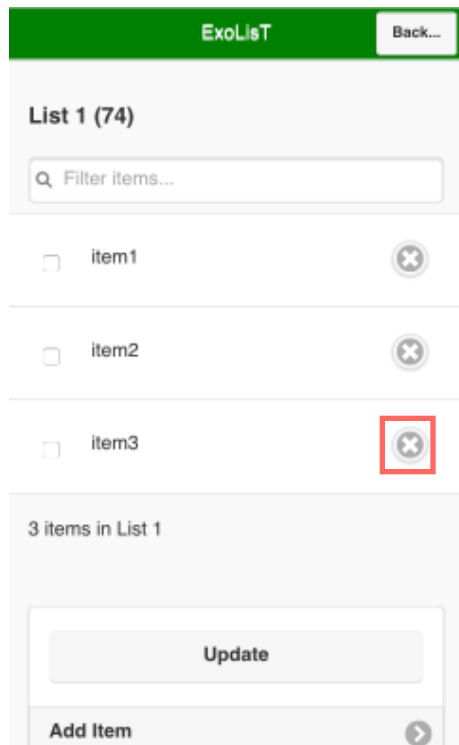 ExoLisT
Back...
List 1 (74)
Filter items...
item1
item2
item3
3 items in List 1
Update
Add Item